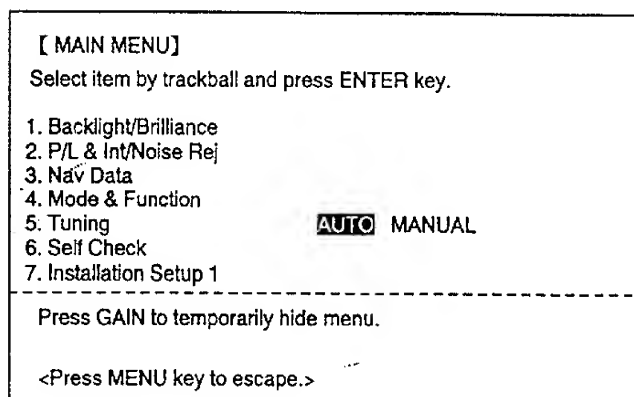 [ MAIN MENU]
Select item by trackball and press ENTER key.
1. Backlight/Brilliance
2. P/L & Int/Noise Rej
3. Nav Data
4. Mode & Function
5. Tuning AUTO MANUAL
6. Self Check
7. Installation Setup 1
Press GAIN to temporarily hide menu.
<Press MENU key to escape.>